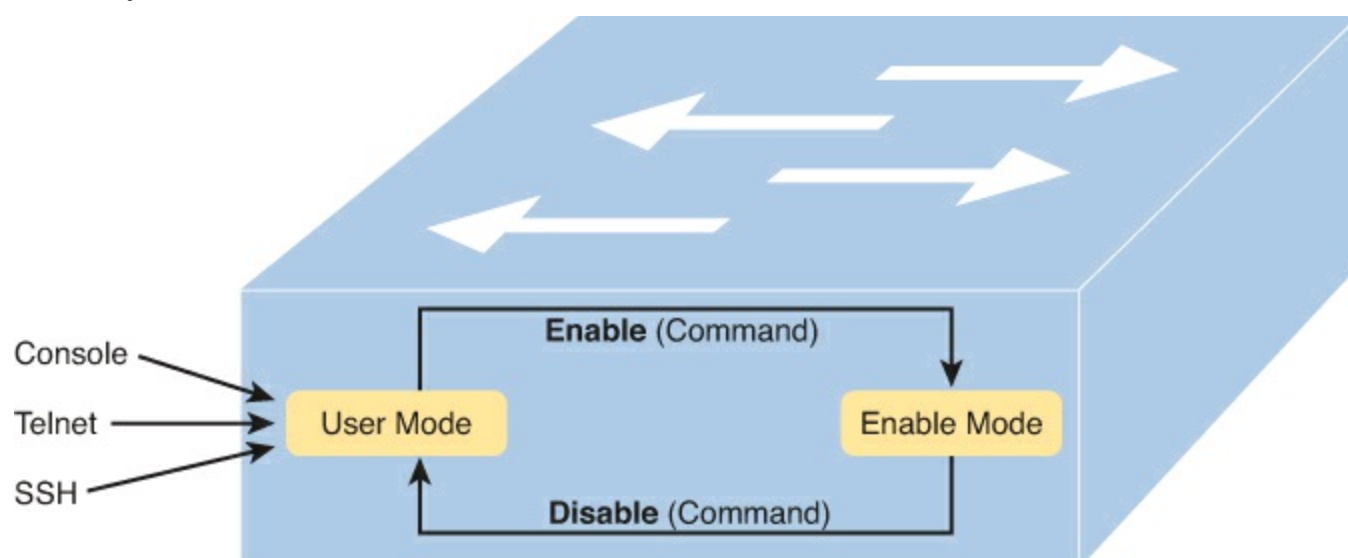 Enable (Command)
Console
Telnet
SSH
User Mode
Enable Mode
Disable (Command)